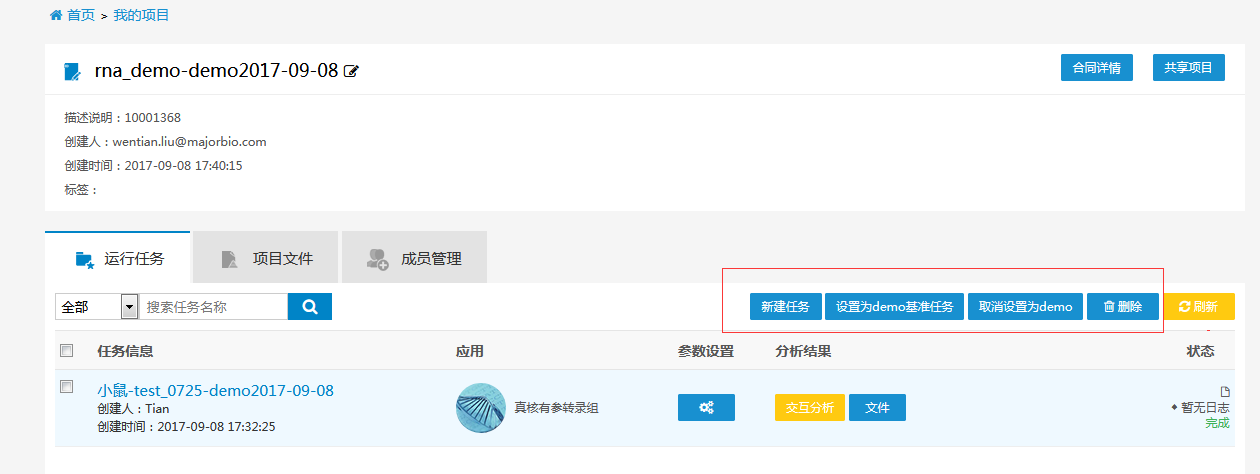 首页 > 我的项目
rna_demo-demo2017-09-08
合同详情 共享项目
描述说明：10001368
创建人：wentian.liu@majorbio.com
创建时间：2017-09-08 17:40:15
标签：
运行任务 项目文件 成员管理
全部 搜索任务名称 新建任务 设置为demo基准任务 取消设置为demo 删除 刷新
任务信息 应用 参数设置 分析结果 状态
小鼠-test_0725-demo2017-09-08
创建人：Tian
创建时间：2017-09-08 17:32:25
真核有参转录组
交互分析 文件
暂无日志
完成